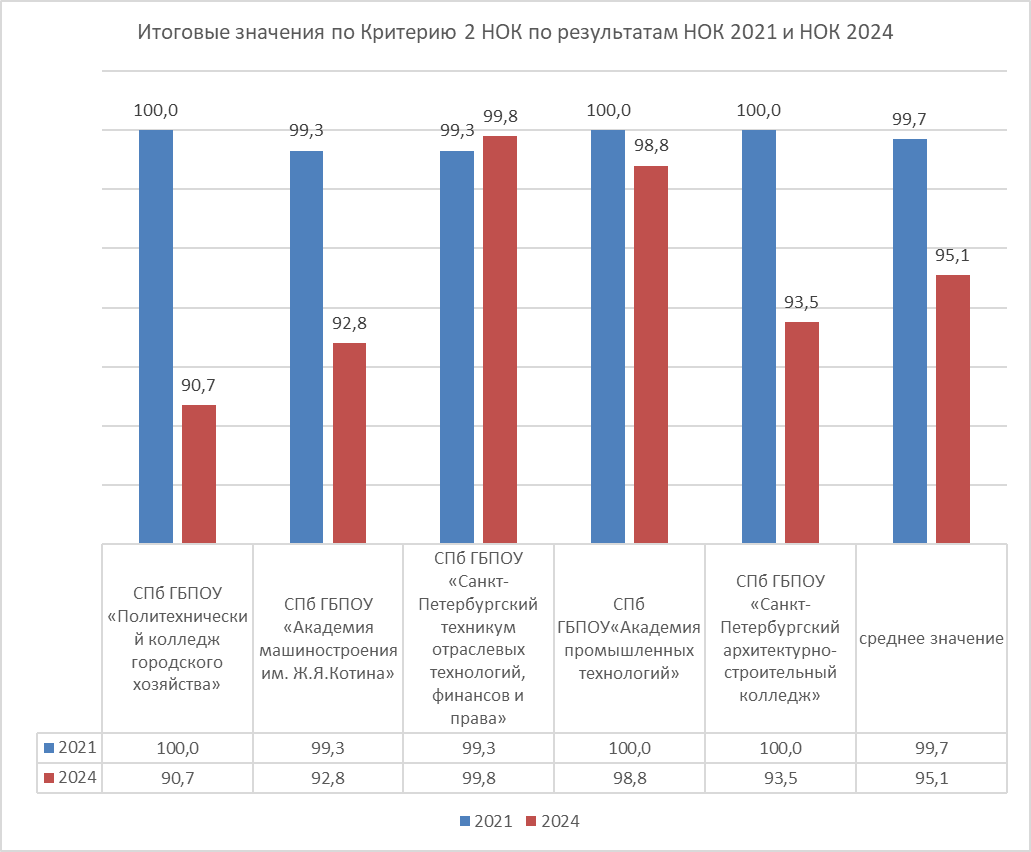 Итоговые значения по Критерию 2 НОК по результатам НОК 2021 и НОК 2024
100,0
90,7
99,3
92,8
99,3
99,8
100,0
98,8
100,0
93,5
99,7
95,1
СПб ГБПОУ
«Политехнически
й колледж
городского
хозяйства»
СПб ГБПОУ
«Академия
машиностроения
им. Ж.Я.Котина»
СПб ГБПОУ
«Санкт-
Петербургский
техникум
отраслевых
технологий,
финансов и
права»
СПб
ГБПОУ«Академия
промышленных
технологий»
СПб ГБПОУ
«Санкт-
Петербургский
архитектурно-
строительный
колледж»
среднее значение
2021 100,0 99,3 99,3 100,0 100,0 99,7
2024 90,7 92,8 99,8 98,8 93,5 95,1
2021 2024